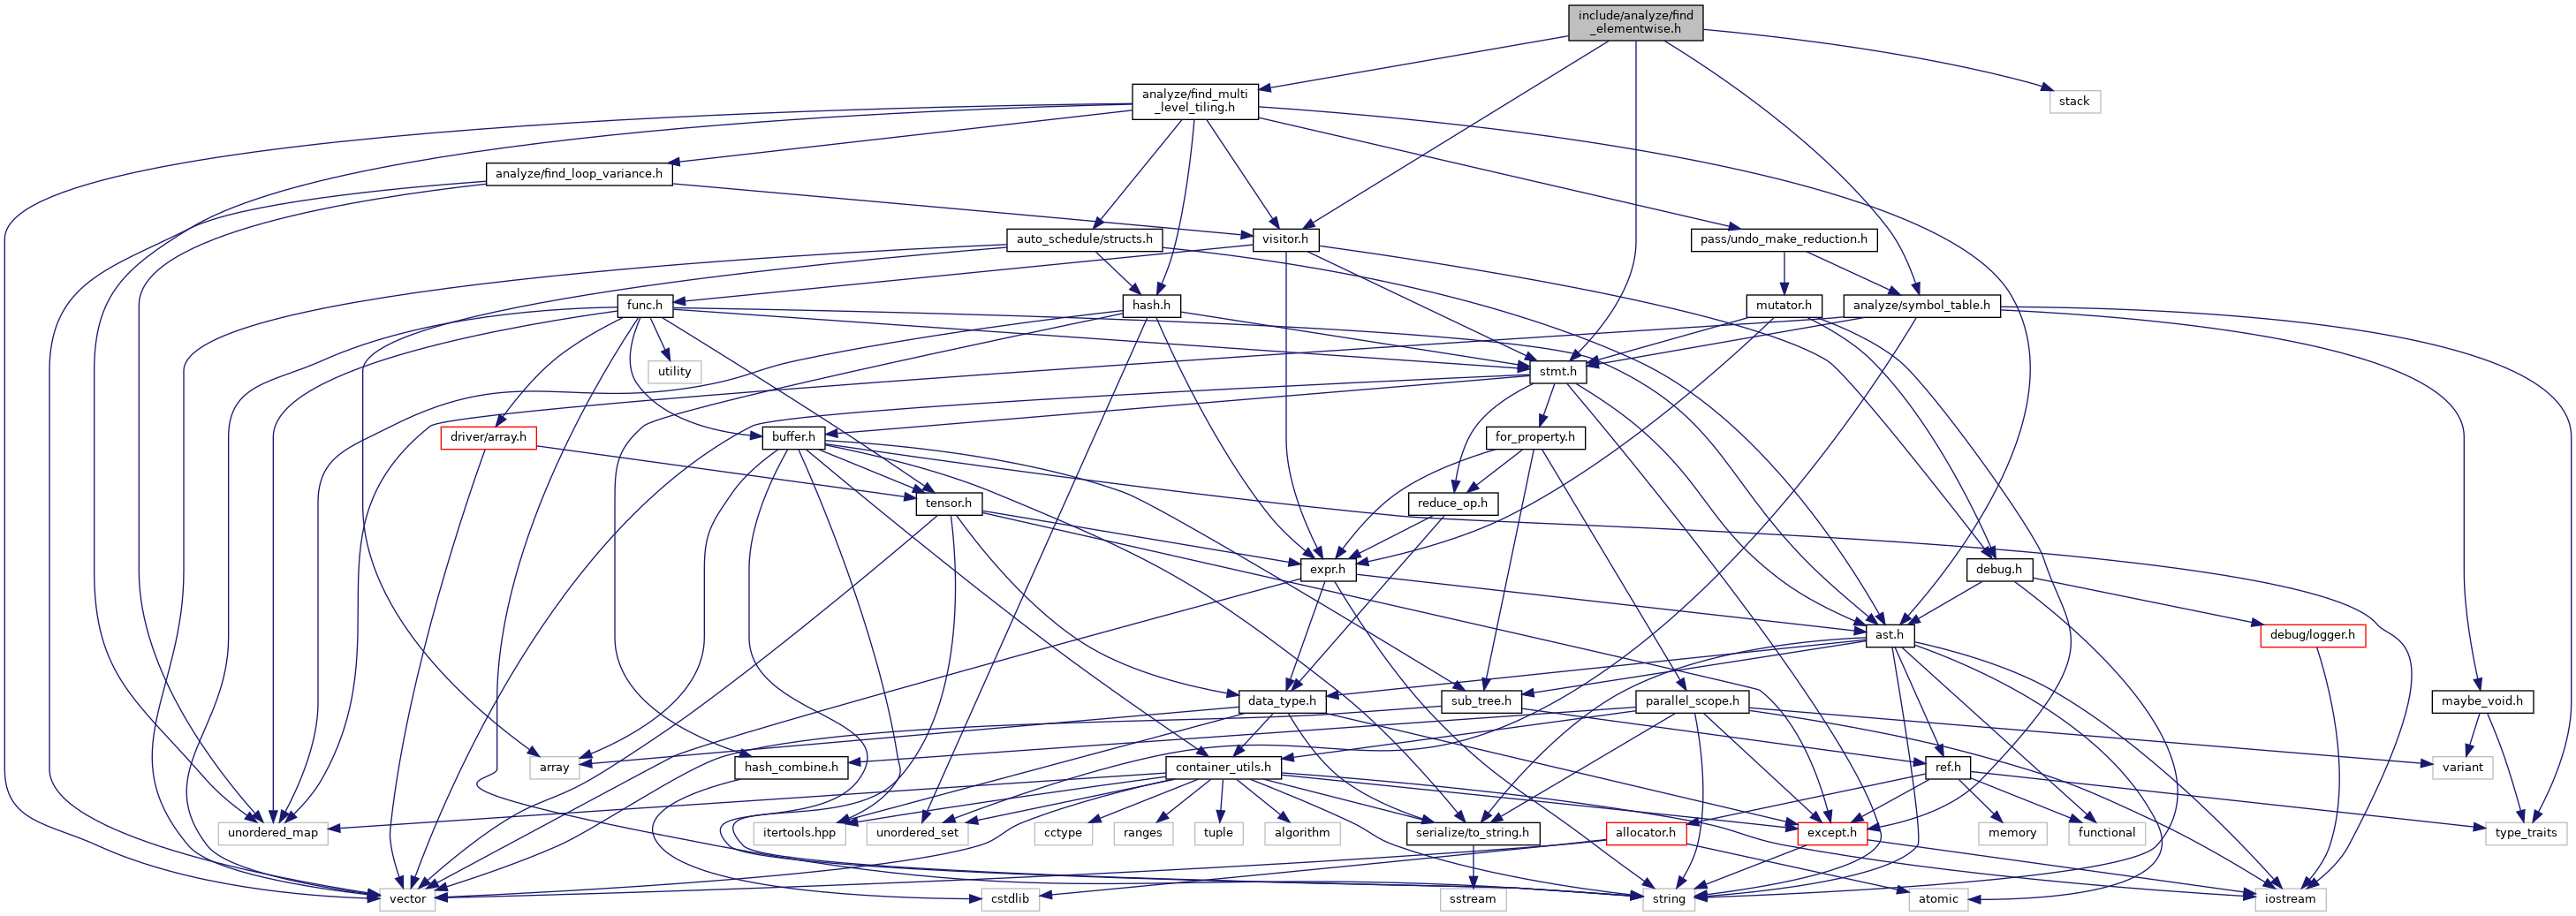 include/analyze/find
_elementwise.h
analyze/find_multi
_level_tiling.h
stack
analyze/find_loop_variance.h
auto_schedule/structs.h
visitor.h
pass/undo_make_reduction.h
func.h
hash.h
mutator.h
analyze/symbol_table.h
utility
stmt.h
driver/array.h
buffer.h
for_property.h
tensor.h
reduce_op.h
expr.h
debug.h
ast.h
debug/logger.h
data_type.h
sub_tree.h
parallel_scope.h
maybe_void.h
array
hash_combine.h
container_utils.h
ref.h
variant
unordered_map
itertools.hpp
unordered_set
cctype
ranges
tuple
algorithm
serialize/to_string.h
allocator.h
except.h
memory
functional
type_traits
vector
cstdlib
sstream
string
atomic
iostream